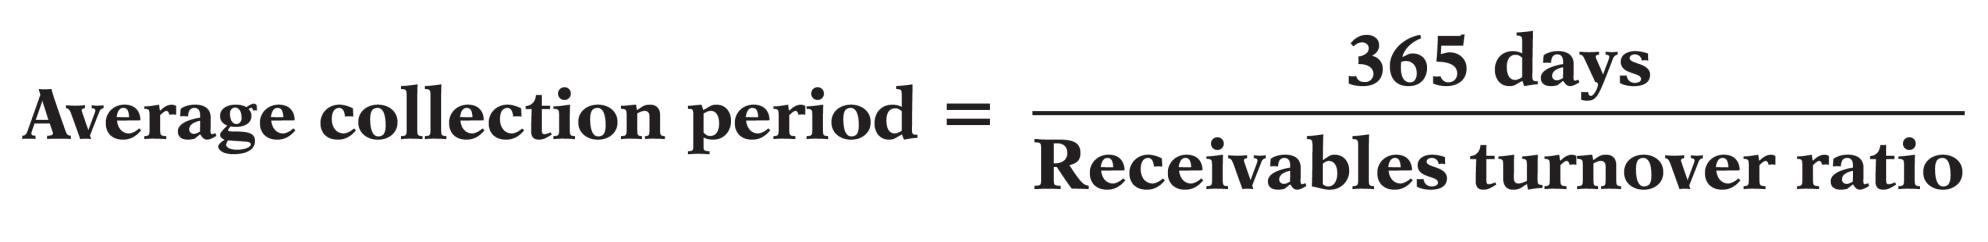 365 days
Average collection period =
Receivables turnover ratio